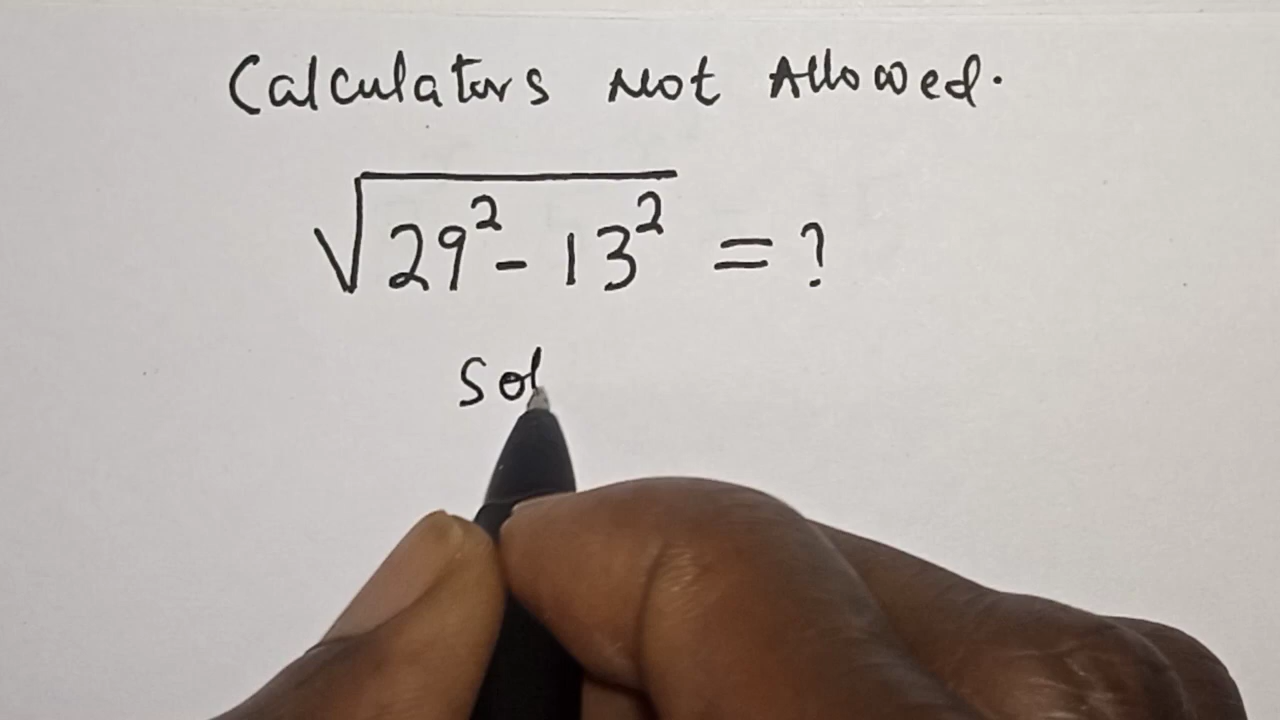 Calculators Not Allowed.
√(29² - 13²) = ?
Sol